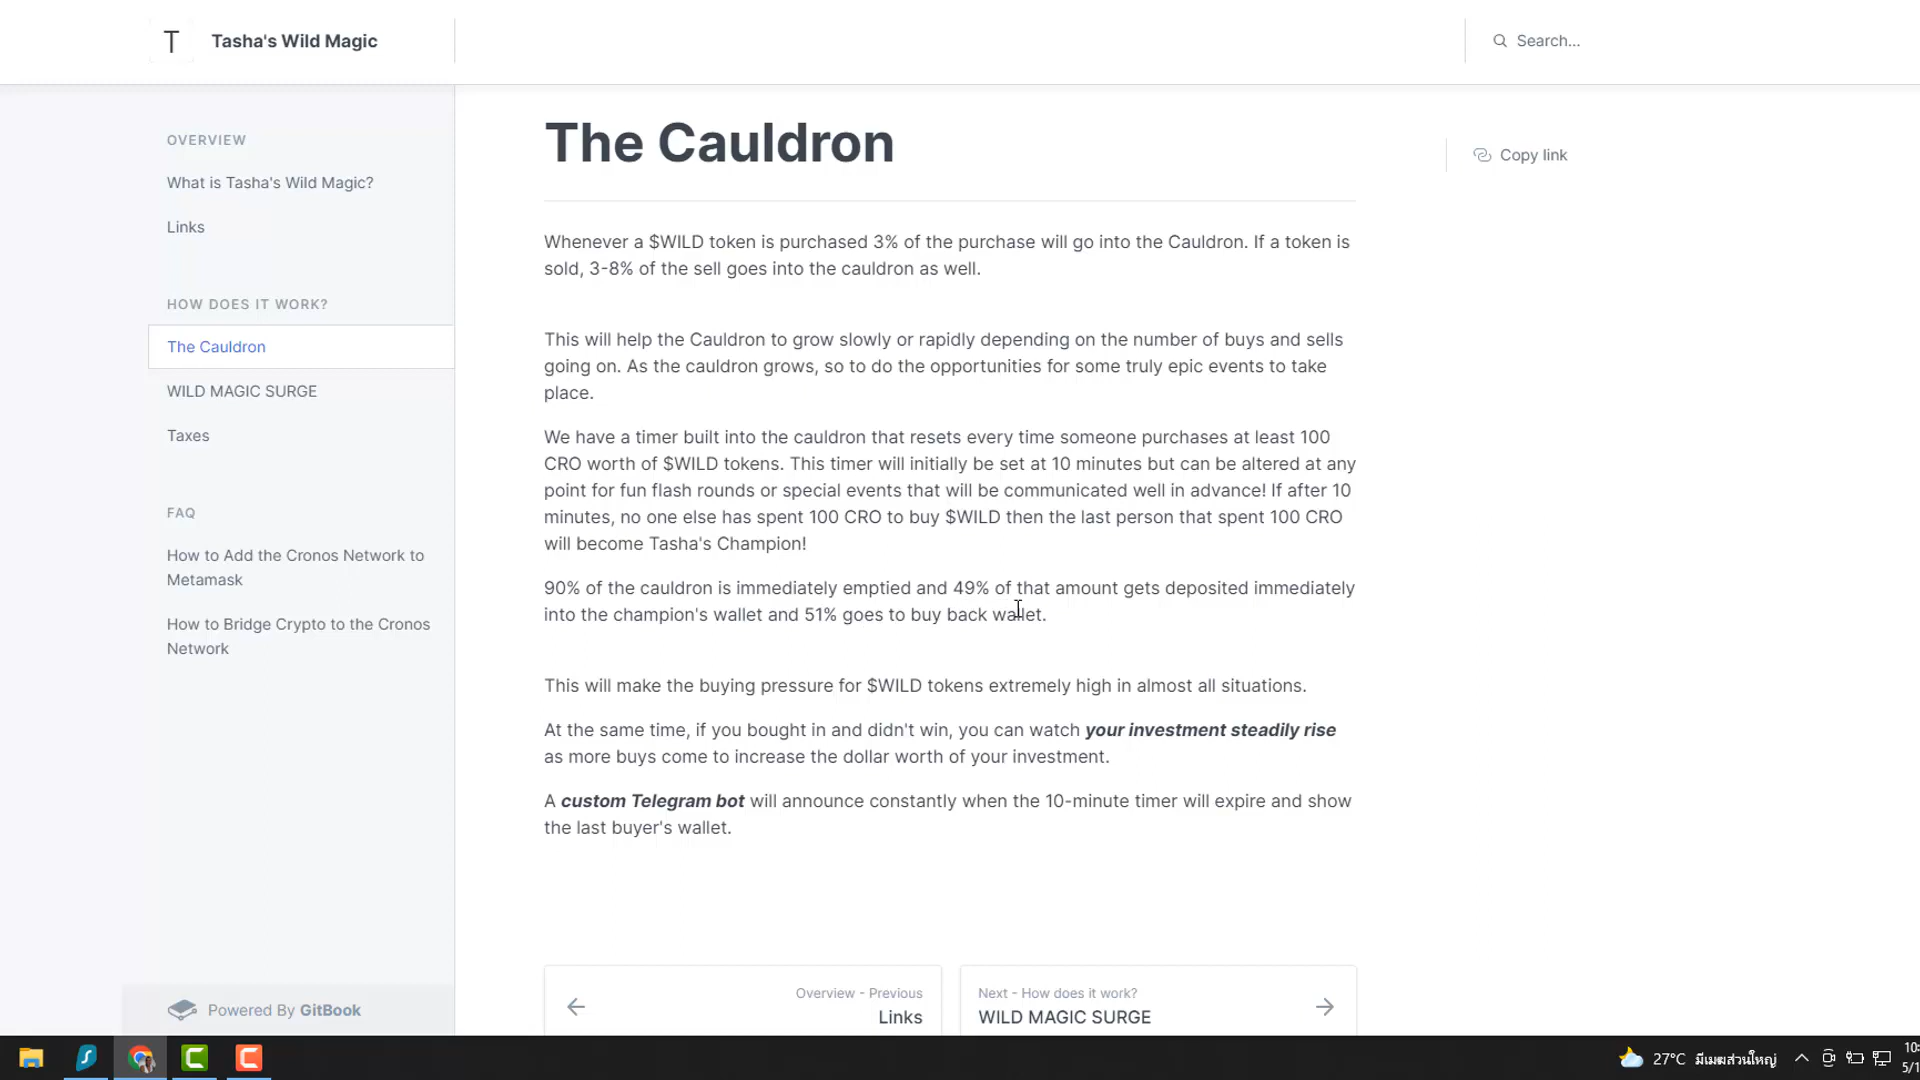 T
Tasha's Wild Magic
Search...
OVERVIEW
What is Tasha's Wild Magic?
Links
HOW DOES IT WORK?
The Cauldron
WILD MAGIC SURGE
Taxes
FAQ
How to Add the Cronos Network to
Metamask
How to Bridge Crypto to the Cronos
Network
Powered By GitBook
The Cauldron
Copy link
Whenever a $WILD token is purchased 3% of the purchase will go into the Cauldron. If a token is
sold, 3-8% of the sell goes into the cauldron as well.
This will help the Cauldron to grow slowly or rapidly depending on the number of buys and sells
going on. As the cauldron grows, so to do the opportunities for some truly epic events to take
place.
We have a timer built into the cauldron that resets every time someone purchases at least 100
CRO worth of $WILD tokens. This timer will initially be set at 10 minutes but can be altered at any
point for fun flash rounds or special events that will be communicated well in advance! If after 10
minutes, no one else has spent 100 CRO to buy $WILD then the last person that spent 100 CRO
will become Tasha's Champion!
90% of the cauldron is immediately emptied and 49% of that amount gets deposited immediately
into the champion's wallet and 51% goes to buy back wallet.
This will make the buying pressure for $WILD tokens extremely high in almost all situations.
At the same time, if you bought in and didn't win, you can watch your investment steadily rise
as more buys come to increase the dollar worth of your investment.
A custom Telegram bot will announce constantly when the 10-minute timer will expire and show
the last buyer's wallet.
Overview - Previous
Links
Next - How does it work?
WILD MAGIC SURGE
27°C มีเมฆส่วนใหญ่
10:
5/1